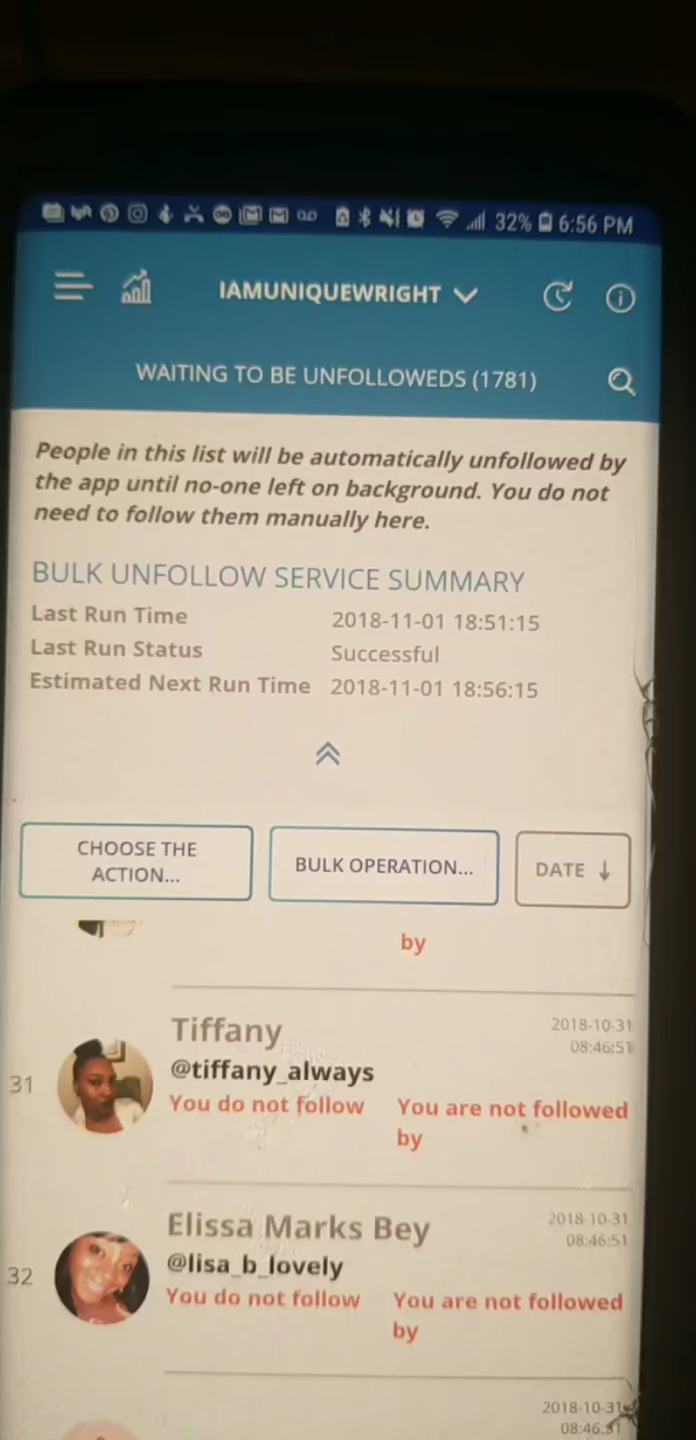 32% 6:56 PM
IAMUNIQUEWRIGHT
WAITING TO BE UNFOLLOWEDS (1781)
People in this list will be automatically unfollowed by
the app until no-one left on background. You do not
need to follow them manually here.
BULK UNFOLLOW SERVICE SUMMARY
Last Run Time 2018-11-01 18:51:15
Last Run Status Successful
Estimated Next Run Time 2018-11-01 18:56:15
CHOOSE THE
ACTION...
BULK OPERATION...
DATE ↓
by
31
Tiffany
2018-10-31
08:46:51
@tiffany_always
You do not follow You are not followed
by
32
Elissa Marks Bey
2018-10-31
08:46:51
@lisa_b_lovely
You do not follow You are not followed
by
2018-10-31
08:46:51